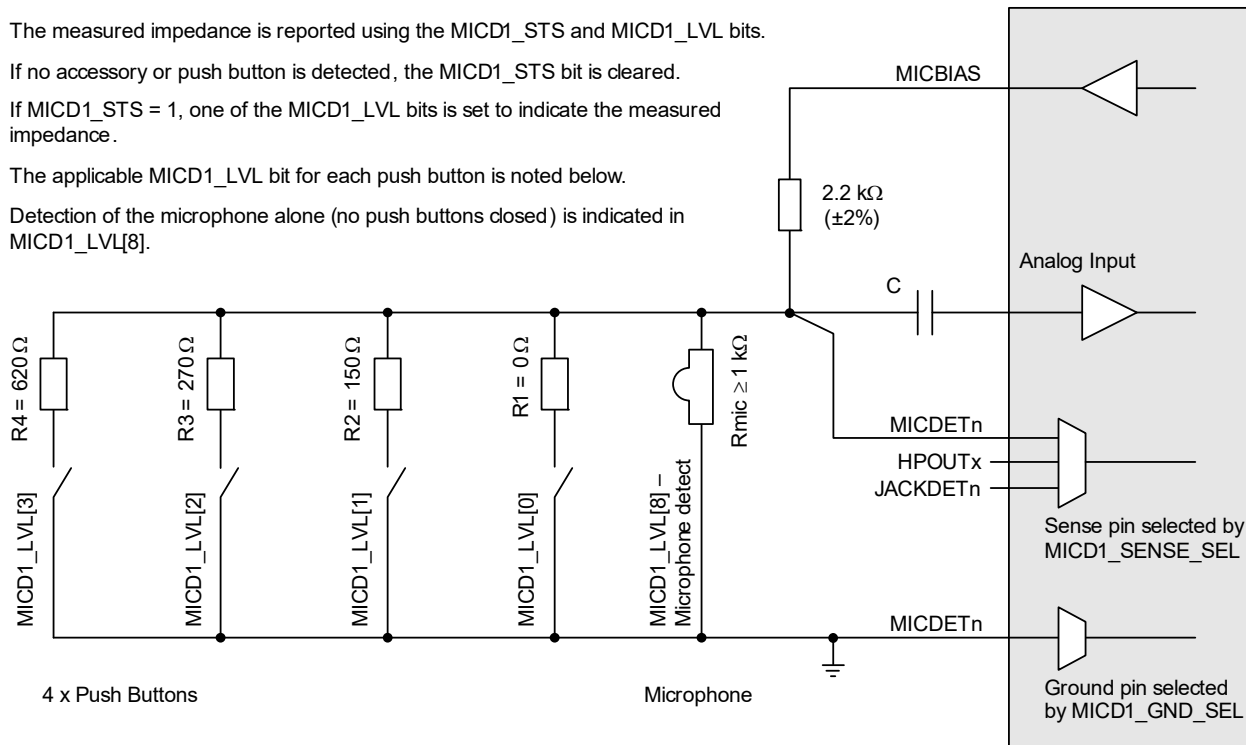 The measured impedance is reported using the MICD1_STS and MICD1_LVL bits.
If no accessory or push button is detected, the MICD1_STS bit is cleared.
If MICD1_STS = 1, one of the MICD1_LVL bits is set to indicate the measured
impedance.
The applicable MICD1_LVL bit for each push button is noted below.
Detection of the microphone alone (no push buttons closed) is indicated in
MICD1_LVL[8].
MICBIAS
2.2 kΩ
(±2%)
Analog Input
C
R4 = 620 Ω
R3 = 270 Ω
R2 = 150 Ω
R1 = 0 Ω
Rmic ≥ 1 kΩ
MICD1_LVL[3]
MICD1_LVL[2]
MICD1_LVL[1]
MICD1_LVL[0]
MICD1_LVL[8] –
Microphone detect
MICDETn
HPOUTx
JACKDETn
Sense pin selected by
MICD1_SENSE_SEL
MICDETn
Ground pin selected
by MICD1_GND_SEL
4 x Push Buttons
Microphone